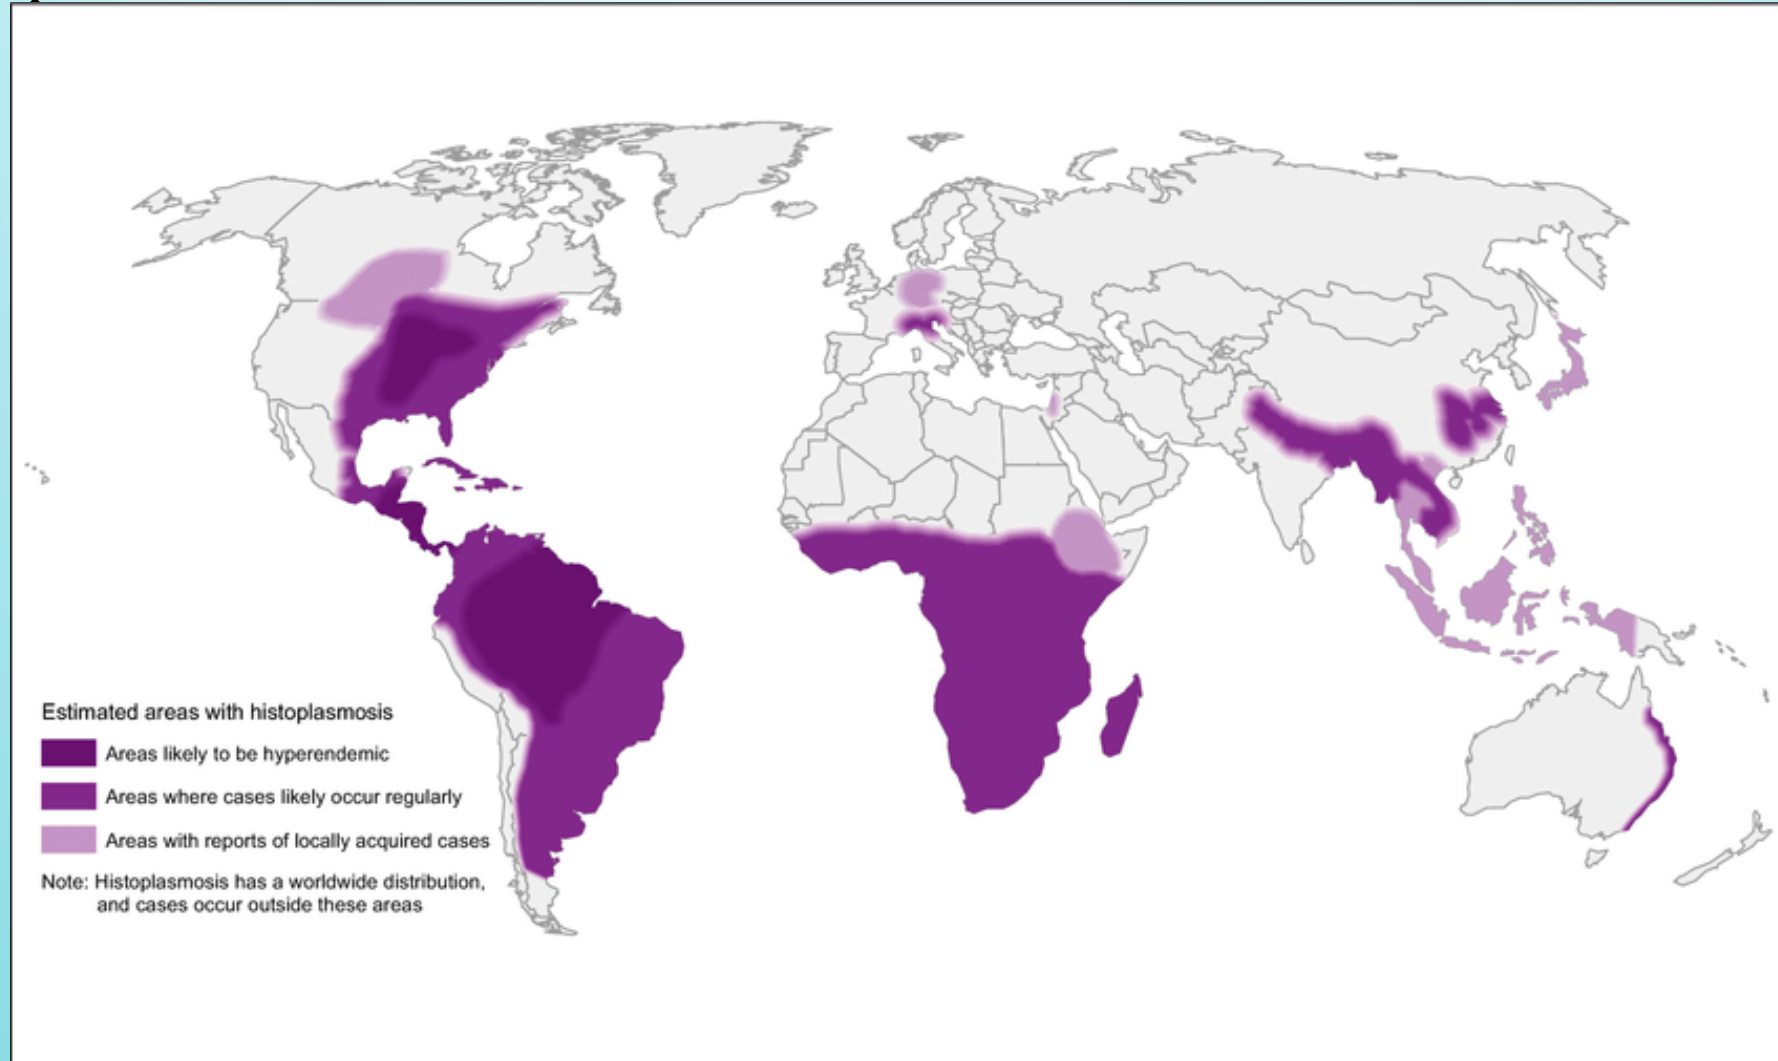 Estimated areas with histoplasmosis
Areas likely to be hyperendemic
Areas where cases likely occur regularly
Areas with reports of locally acquired cases
Note: Histoplasmosis has a worldwide distribution,
and cases occur outside these areas